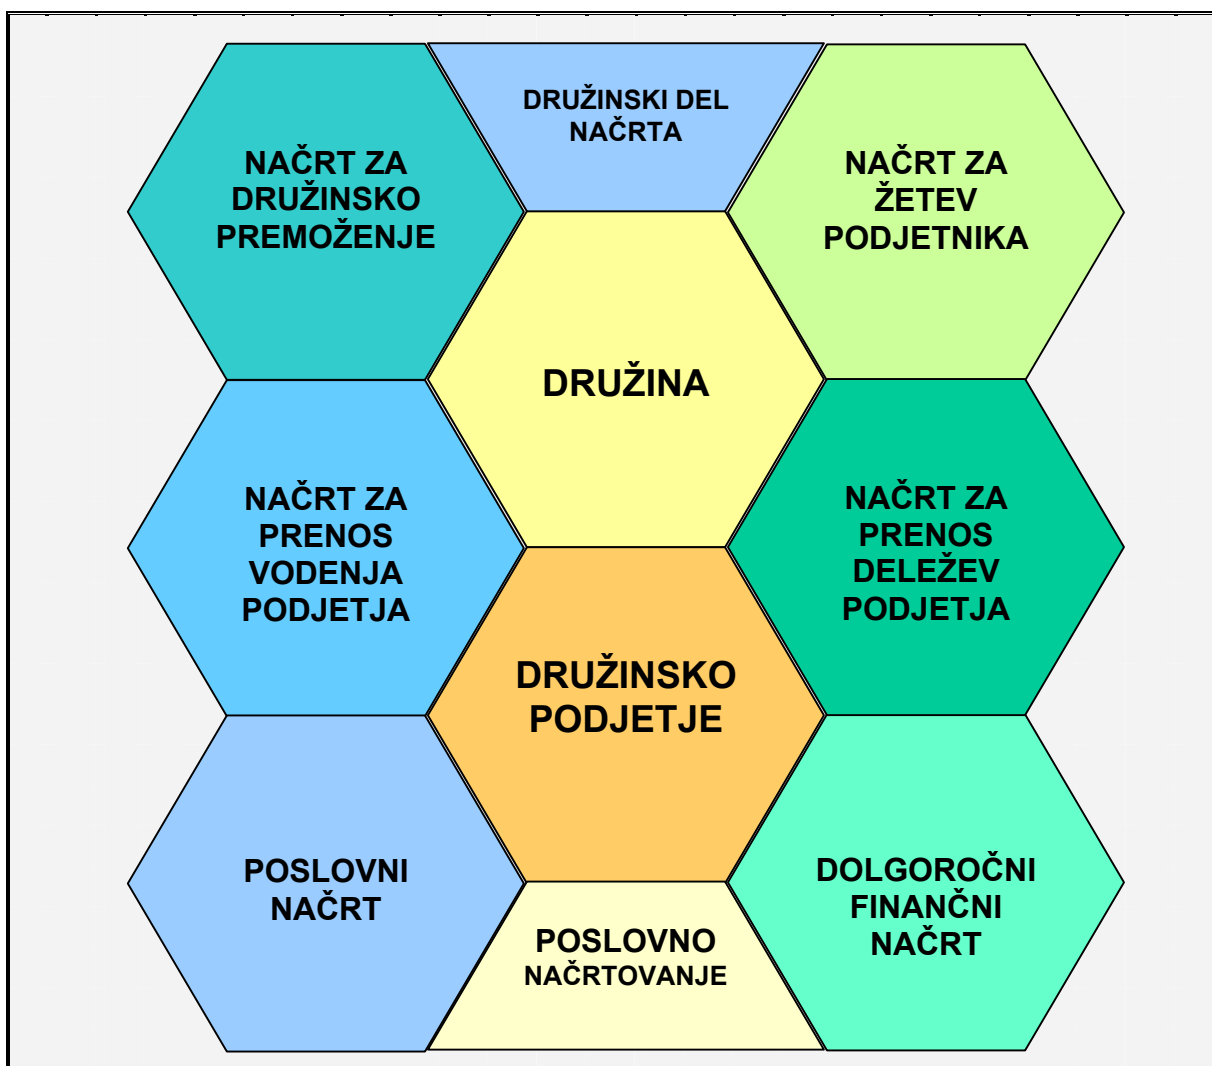 DRUŽINSKI DEL
NAČRTA
NAČRT ZA
DRUŽINSKO
PREMOŽENJE
NAČRT ZA
ŽETEV
PODJETNIKA
DRUŽINA
NAČRT ZA
PRENOS
VODENJA
PODJETJA
NAČRT ZA
PRENOS
DELEŽEV
PODJETJA
DRUŽINSKO
PODJETJE
POSLOVNI
NAČRT
DOLGOROČNI
FINANČNI
NAČRT
POSLOVNO
NAČRTOVANJE